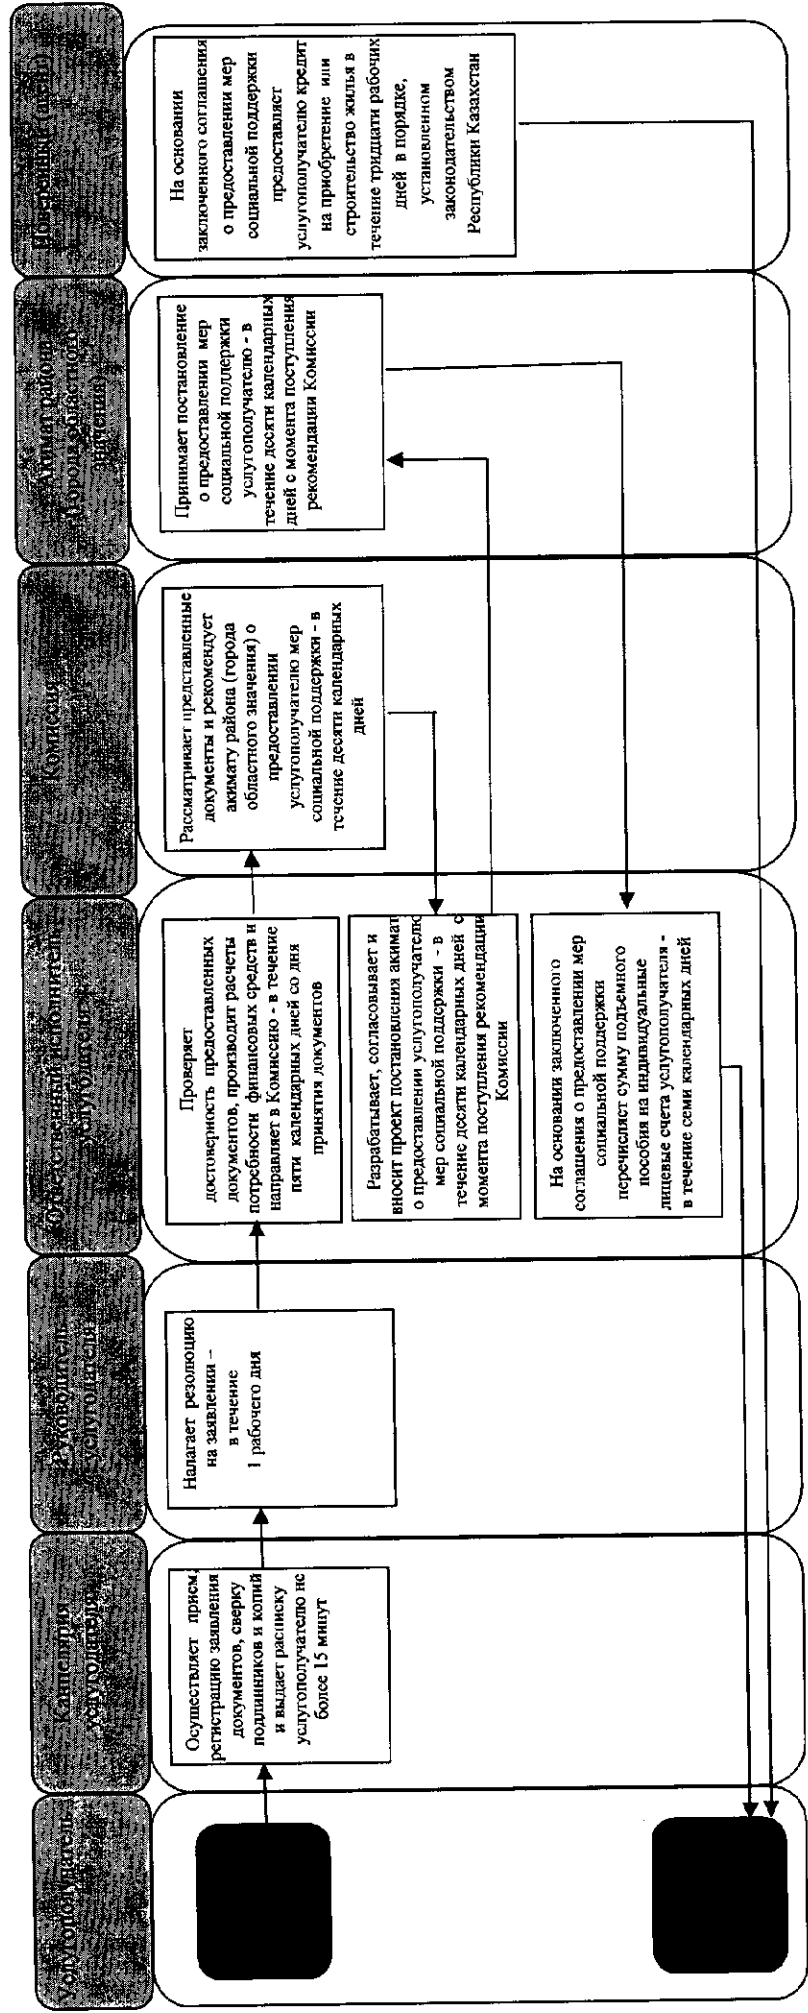 Услугополучатель
Канцелярия
услугодателя
Руководитель
услугодателя
Ответственный исполнитель
услугодателя
Комиссия
Акимат района
(города областного
значения)
Поверенный (агент)
Осуществляет прием,
регистрацию заявления
документов, сверку
подлинников и копий
и выдает расписку
услугополучателю не
более 15 минут
Налагает резолюцию
на заявлении –
в течение
1 рабочего дня
Проверяет
достоверность предоставленных
документов, производит расчеты
потребности финансовых средств и
направляет в Комиссию - в течение
пяти календарных дней со дня
принятия документов
Разрабатывает, согласовывает и
вносит проект постановления акимат
о предоставлении услугополучателю
мер социальной поддержки - в
течение десяти календарных дней с
момента поступления рекомендации
Комиссии
На основании заключенного
соглашения о предоставлении мер
социальной поддержки
перечисляет сумму подъемного
пособия на индивидуальные
лицевые счета услугополучателя -
в течение семи календарных дней
Рассматривает представленные
документы и рекомендует
акимату района (города
областного значения) о
предоставлении
услугополучателю мер
социальной поддержки - в
течение десяти календарных
дней
Принимает постановление
о предоставлении мер
социальной поддержки
услугополучателю - в
течение десяти календарных
дней с момента поступления
рекомендации Комиссии
На основании
заключенного соглашения
о предоставлении мер
социальной поддержки
предоставляет
услугополучателю кредит
на приобретение или
строительство жилья в
течение тридцати рабочих
дней в порядке,
установленном
законодательством
Республики Казахстан